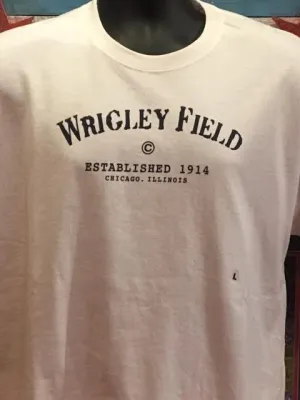 WRIGLEY FIELD
©
ESTABLISHED 1914
CHICAGO, ILLINOIS
L